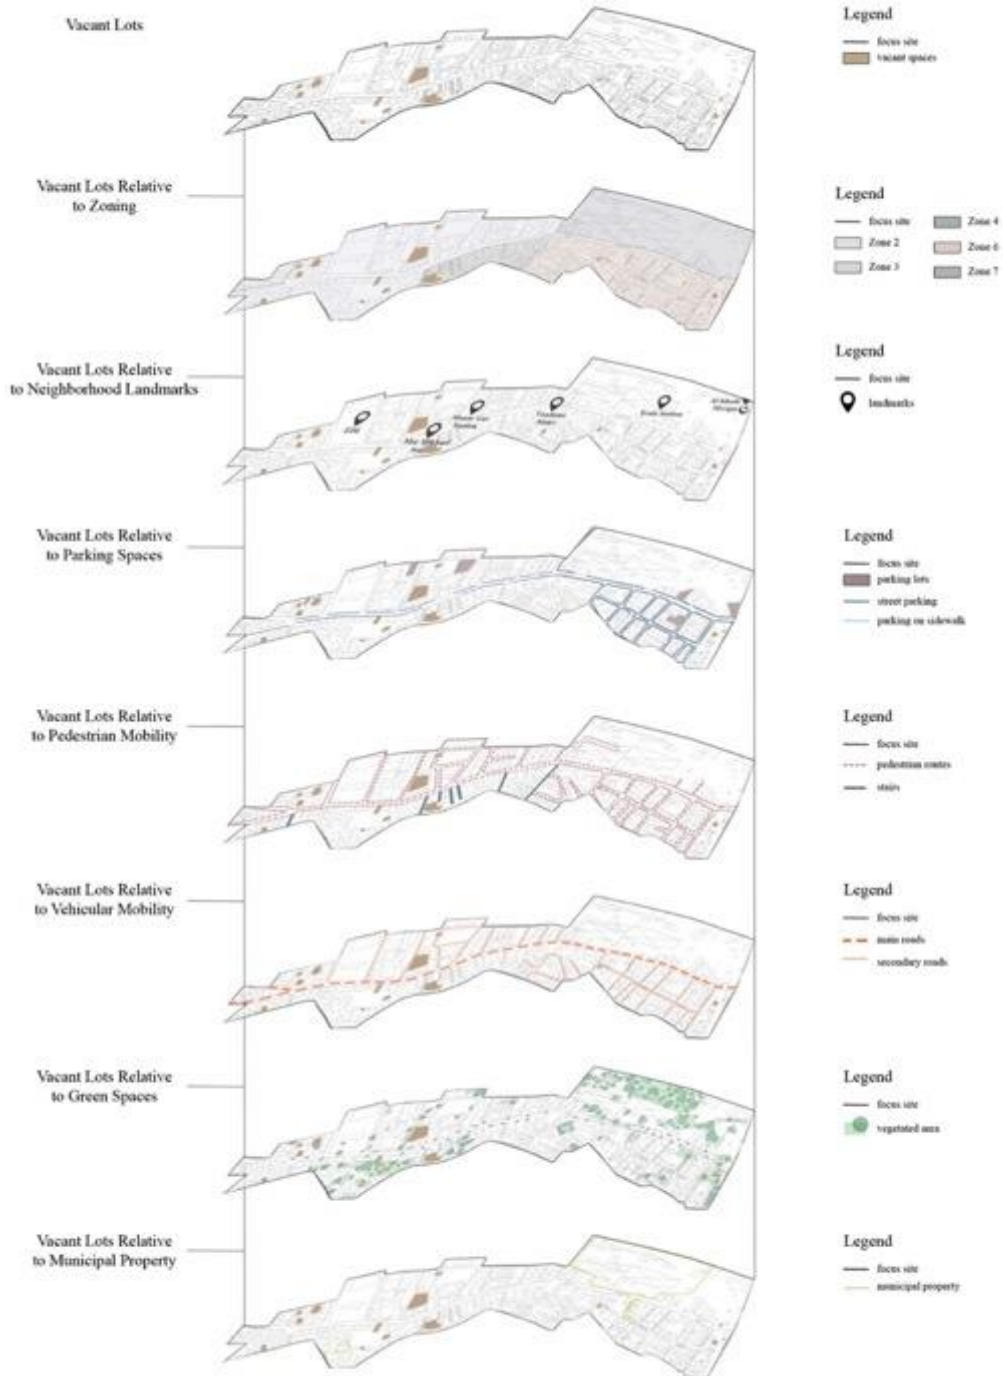 Vacant Lots
Legend
focus site
vacant spaces
Vacant Lots Relative
to Zoning
Legend
focus site
Zone 2
Zone 3
Zone 4
Zone 6
Zone 7
Vacant Lots Relative
to Neighborhood Landmarks
Legend
focus site
landmarks
Train Station
Vacant Lots Relative
to Parking Spaces
Legend
focus site
parking lots
street parking
parking on sidewalk
Vacant Lots Relative
to Pedestrian Mobility
Legend
focus site
pedestrian routes
stairs
Vacant Lots Relative
to Vehicular Mobility
Legend
focus site
main roads
secondary roads
Vacant Lots Relative
to Green Spaces
Legend
focus site
vegetated area
Vacant Lots Relative
to Municipal Property
Legend
focus site
municipal property